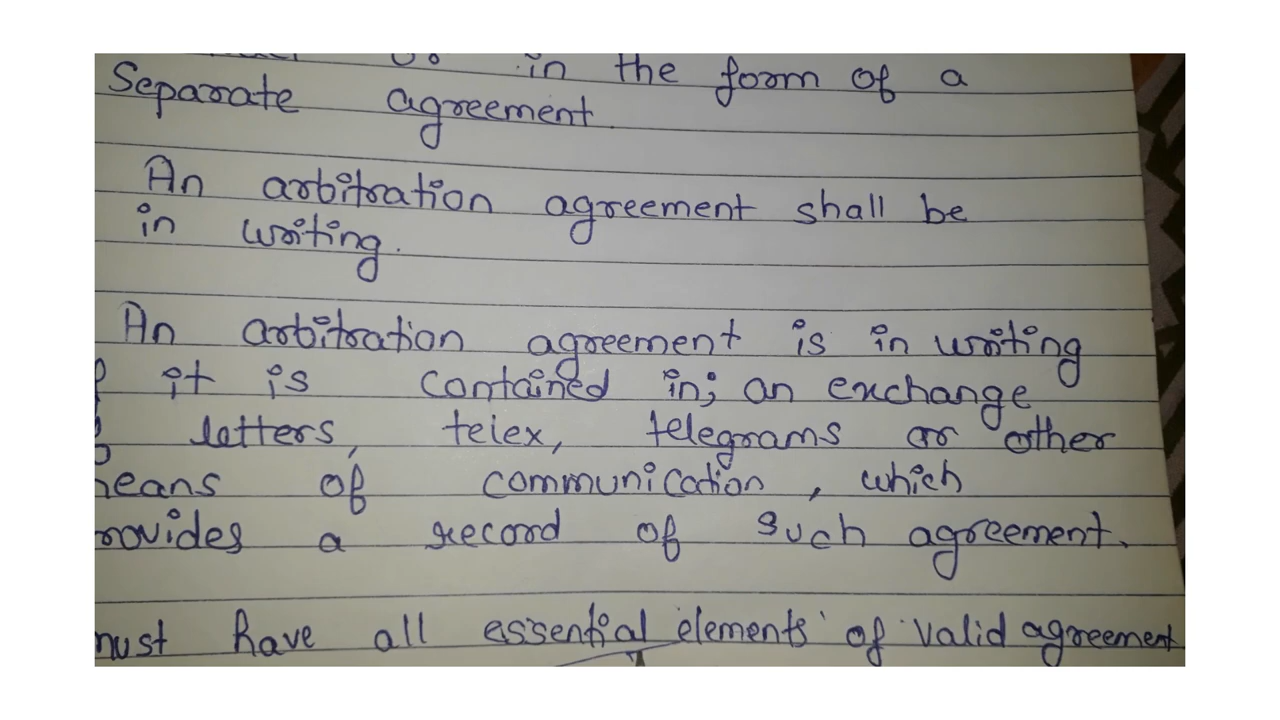 in the form of a
Separate agreement
An arbitration agreement shall be
in writing.
An arbitration agreement is in writing
it is contained in; an exchange
letters, telex, telegrams or other
eans of communication, which
rovides a record of such agreement.
must have all essential elements of valid agreement